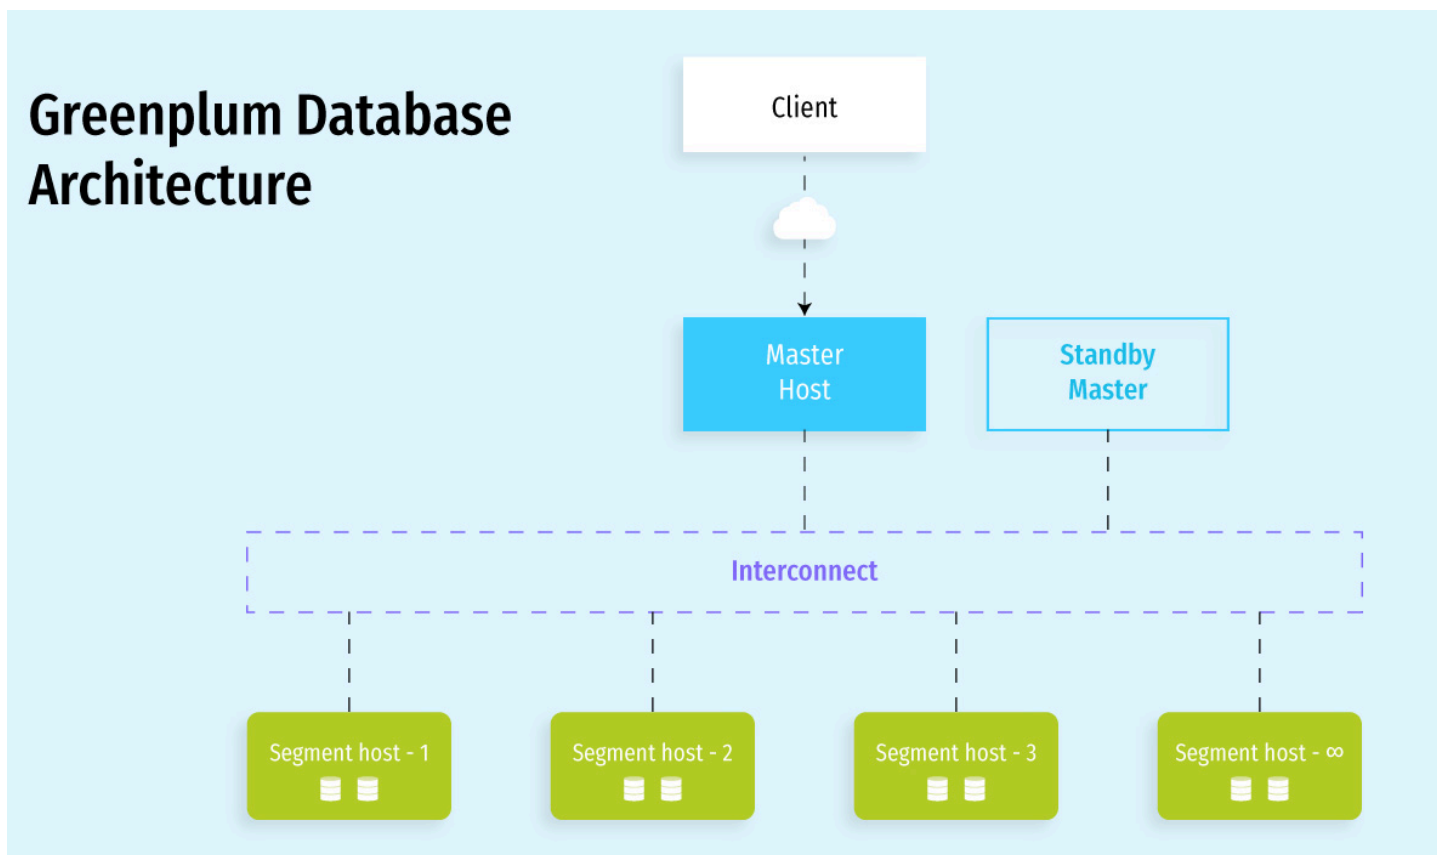 Greenplum Database
Architecture
Client
Master
Host
Standby
Master
Interconnect
Segment host - 1
Segment host - 2
Segment host - 3
Segment host - ∞